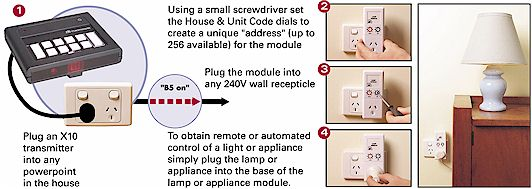 1
Using a small screwdriver set
the House & Unit Code dials to
create a unique "address" (up to
256 available) for the module
"B5 on"
Plug the module into
any 240V wall recepticle
Plug an X10
transmitter
into any
powerpoint
in the house
To obtain remote or automated
control of a light or appliance
simply plug the lamp or
appliance into the base of the
lamp or appliance module.
2
3
4